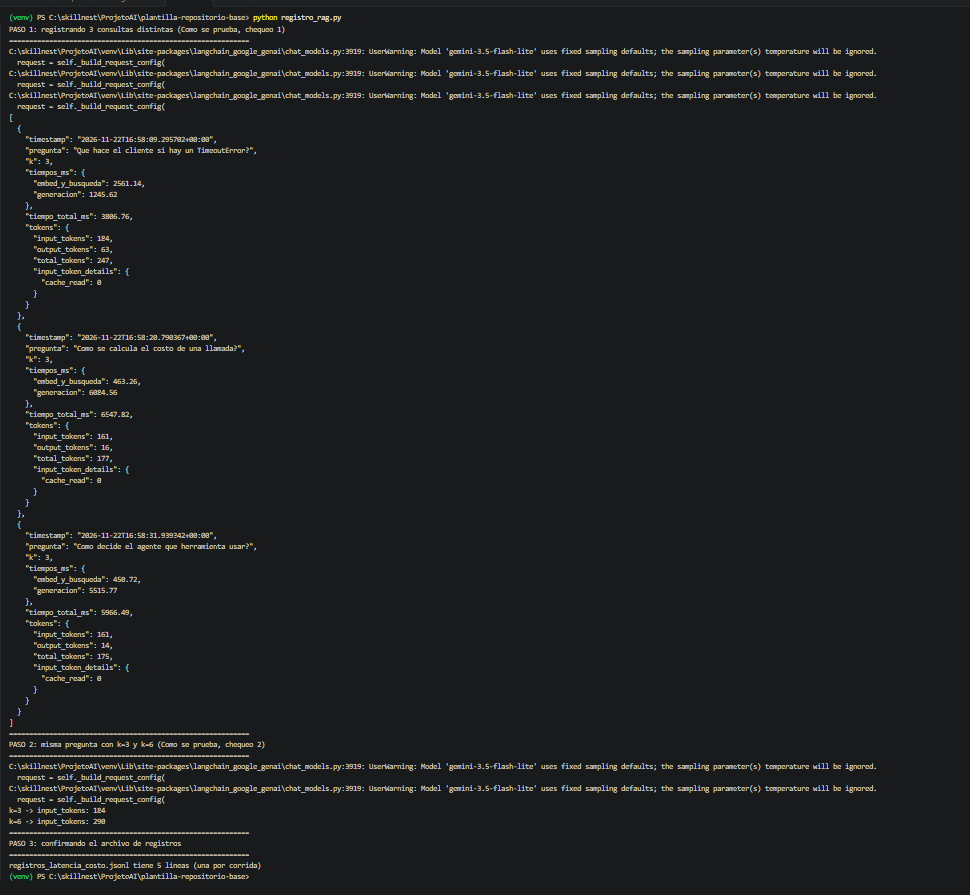 (venv) PS C:\skillnest\ProjetoAI\plantilla-repositorio-base> python registro_rag.py
PASO 1: registrando 3 consultas distintas (Como se prueba, chequeo 1)
============================================================
C:\skillnest\ProjetoAI\venv\Lib\site-packages\langchain_google_genai\chat_models.py:3919: UserWarning: Model 'gemini-3.5-flash-lite' uses fixed sampling defaults; the sampling parameter(s) temperature will be ignored.
  request = self._build_request_config(
C:\skillnest\ProjetoAI\venv\Lib\site-packages\langchain_google_genai\chat_models.py:3919: UserWarning: Model 'gemini-3.5-flash-lite' uses fixed sampling defaults; the sampling parameter(s) temperature will be ignored.
  request = self._build_request_config(
C:\skillnest\ProjetoAI\venv\Lib\site-packages\langchain_google_genai\chat_models.py:3919: UserWarning: Model 'gemini-3.5-flash-lite' uses fixed sampling defaults; the sampling parameter(s) temperature will be ignored.
  request = self._build_request_config(
[
  {
    "timestamp": "2026-11-22T16:58:09.295702+00:00",
    "pregunta": "Que hace el cliente si hay un TimeoutError?",
    "k": 3,
    "tiempos_ms": {
      "embed_y_busqueda": 2561.14,
      "generacion": 1245.62
    },
    "tiempo_total_ms": 3806.76,
    "tokens": {
      "input_tokens": 184,
      "output_tokens": 63,
      "total_tokens": 247,
      "input_token_details": {
        "cache_read": 0
      }
    }
  },
  {
    "timestamp": "2026-11-22T16:58:20.790367+00:00",
    "pregunta": "Como se calcula el costo de una llamada?",
    "k": 3,
    "tiempos_ms": {
      "embed_y_busqueda": 463.26,
      "generacion": 6084.56
    },
    "tiempo_total_ms": 6547.82,
    "tokens": {
      "input_tokens": 161,
      "output_tokens": 16,
      "total_tokens": 177,
      "input_token_details": {
        "cache_read": 0
      }
    }
  },
  {
    "timestamp": "2026-11-22T16:58:31.939342+00:00",
    "pregunta": "Como decide el agente que herramienta usar?",
    "k": 3,
    "tiempos_ms": {
      "embed_y_busqueda": 450.72,
      "generacion": 5515.77
    },
    "tiempo_total_ms": 5966.49,
    "tokens": {
      "input_tokens": 161,
      "output_tokens": 14,
      "total_tokens": 175,
      "input_token_details": {
        "cache_read": 0
      }
    }
  }
]
============================================================
PASO 2: misma pregunta con k=3 y k=6 (Como se prueba, chequeo 2)
============================================================
C:\skillnest\ProjetoAI\venv\Lib\site-packages\langchain_google_genai\chat_models.py:3919: UserWarning: Model 'gemini-3.5-flash-lite' uses fixed sampling defaults; the sampling parameter(s) temperature will be ignored.
  request = self._build_request_config(
C:\skillnest\ProjetoAI\venv\Lib\site-packages\langchain_google_genai\chat_models.py:3919: UserWarning: Model 'gemini-3.5-flash-lite' uses fixed sampling defaults; the sampling parameter(s) temperature will be ignored.
  request = self._build_request_config(
k=3 -> input_tokens: 184
k=6 -> input_tokens: 290
============================================================
PASO 3: confirmando el archivo de registros
============================================================
registros_latencia_costo.jsonl tiene 5 lineas (una por corrida)
(venv) PS C:\skillnest\ProjetoAI\plantilla-repositorio-base>